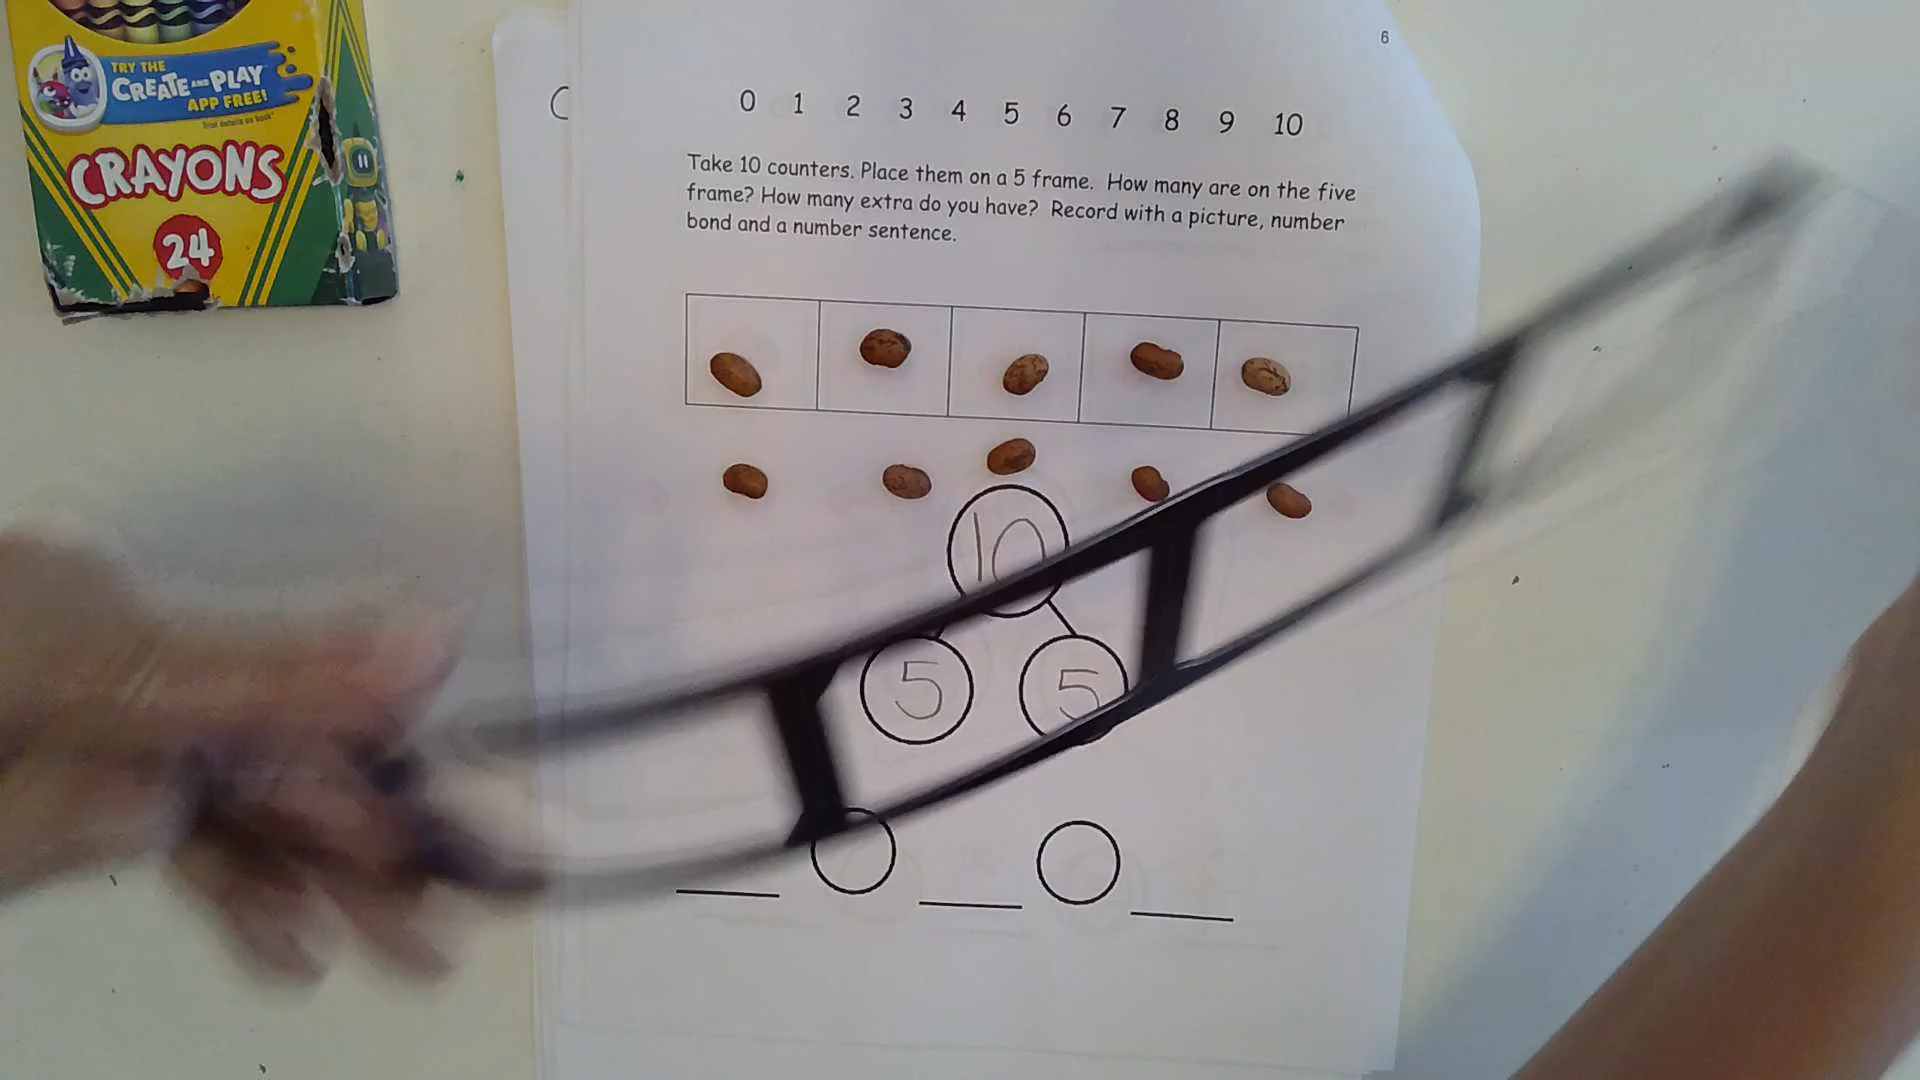 TRY THE
CREATE AND PLAY
APP FREE!
CRAYONS
24
6
0 1 2 3 4 5 6 7 8 9 10
Take 10 counters. Place them on a 5 frame. How many are on the five
frame? How many extra do you have? Record with a picture, number
bond and a number sentence.
10
5 5